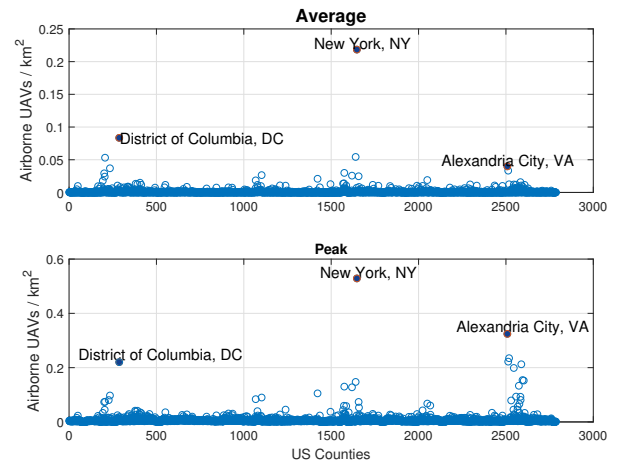 Average
Airborne UAVs / km²
0.25
0.2
0.15
0.1
0.05
0
New York, NY
District of Columbia, DC
Alexandria City, VA
0 500 1000 1500 2000 2500 3000
Peak
Airborne UAVs / km²
0.6
0.4
0.2
0
New York, NY
Alexandria City, VA
District of Columbia, DC
0 500 1000 1500 2000 2500 3000
US Counties